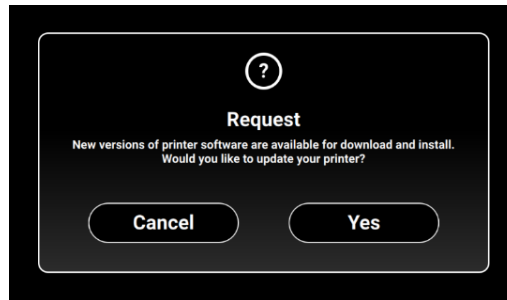 ?
Request
New versions of printer software are available for download and install.
Would you like to update your printer?
Cancel
Yes